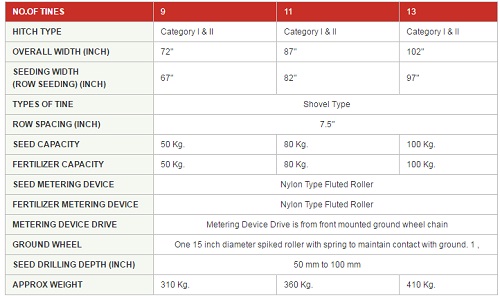 NO.OF TINES 9 11 13
HITCH TYPE Category I & II Category I & II Category I & II
OVERALL WIDTH (INCH) 72" 87" 102"
SEEDING WIDTH
(ROW SEEDING) (INCH) 67" 82" 97"
TYPES OF TINE Shovel Type
ROW SPACING (INCH) 7.5"
SEED CAPACITY 50 Kg. 80 Kg. 100 Kg.
FERTILIZER CAPACITY 50 Kg. 80 Kg. 100 Kg.
SEED METERING DEVICE Nylon Type Fluted Roller
FERTILIZER METERING DEVICE Nylon Type Fluted Roller
METERING DEVICE DRIVE Metering Device Drive is from front mounted ground wheel chain
GROUND WHEEL One 15 inch diameter spiked roller with spring to maintain contact with ground. 1 ,
SEED DRILLING DEPTH (INCH) 50 mm to 100 mm
APPROX WEIGHT 310 Kg. 360 Kg. 410 Kg.